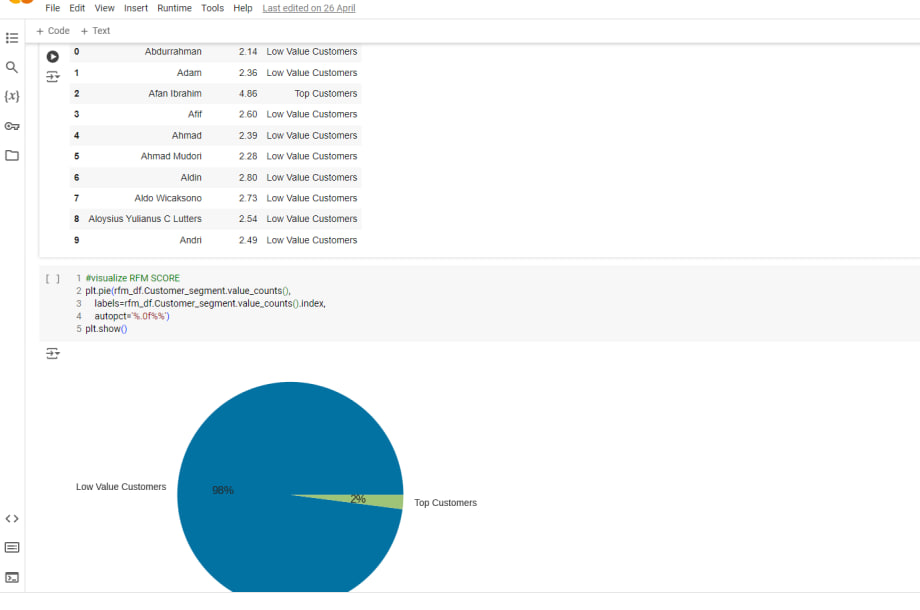 File Edit View Insert Runtime Tools Help Last edited on 26 April
+ Code + Text
0 Abdurrahman 2.14 Low Value Customers
1 Adam 2.36 Low Value Customers
2 Afan Ibrahim 4.86 Top Customers
3 Afif 2.60 Low Value Customers
4 Ahmad 2.39 Low Value Customers
5 Ahmad Mudori 2.28 Low Value Customers
6 Aldin 2.80 Low Value Customers
7 Aldo Wicaksono 2.73 Low Value Customers
8 Aloysius Yulianus C Lutters 2.54 Low Value Customers
9 Andri 2.49 Low Value Customers
[ ] 1 #visualize RFM SCORE
2 plt.pie(rfm_df.Customer_segment.value_counts(),
3 labels=rfm_df.Customer_segment.value_counts().index,
4 autopct='%.0f%%')
5 plt.show()
Low Value Customers 98% 2% Top Customers